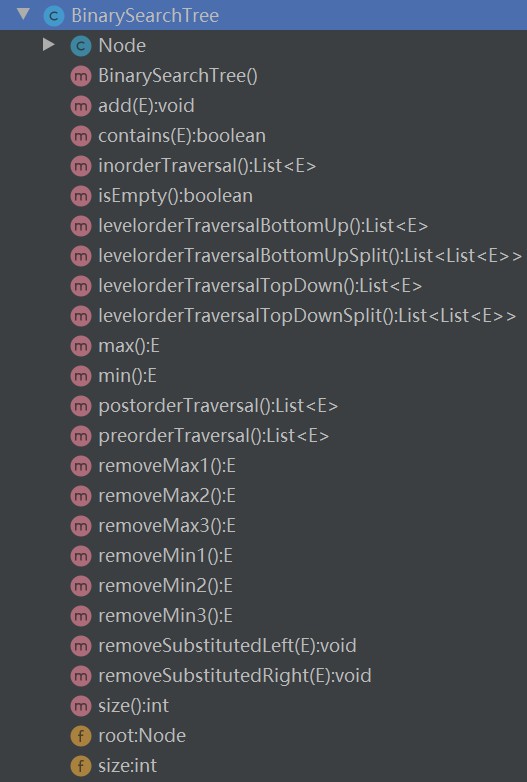 BinarySearchTree
Node
BinarySearchTree()
add(E):void
contains(E):boolean
inorderTraversal():List<E>
isEmpty():boolean
levelorderTraversalBottomUp():List<E>
levelorderTraversalBottomUpSplit():List<List<E>>
levelorderTraversalTopDown():List<E>
levelorderTraversalTopDownSplit():List<List<E>>
max():E
min():E
postorderTraversal():List<E>
preorderTraversal():List<E>
removeMax1():E
removeMax2():E
removeMax3():E
removeMin1():E
removeMin2():E
removeMin3():E
removeSubstitutedLeft(E):void
removeSubstitutedRight(E):void
size():int
root:Node
size:int